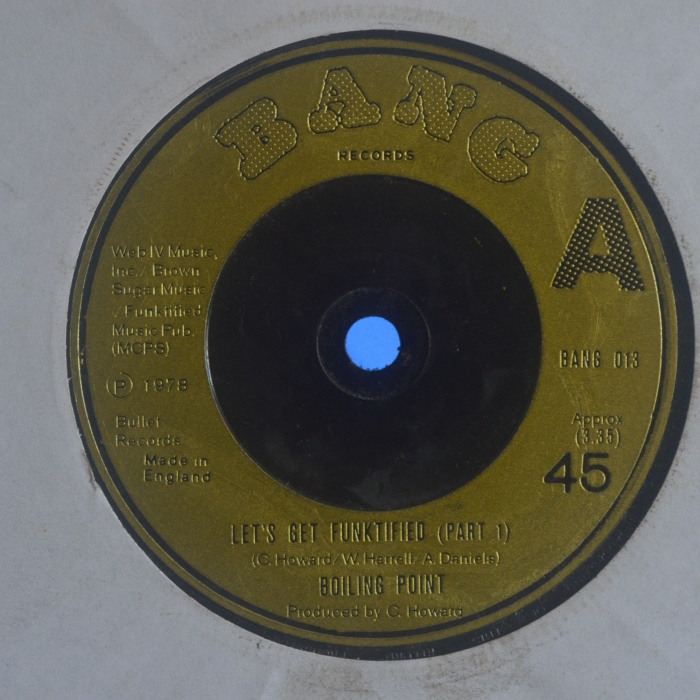 BANG
RECORDS
A
Web IV Music,
Inc./ Brown
Sugar Music
/Funktified
Music Pub.
(MCPS)
BANG 013
P 1978
Approx
(3.35)
Bullet
Records
45
Made in
England
LET'S GET FUNKTIFIED (PART 1)
(C. Howard/W. Harrell/A. Daniels)
BOILING POINT
Produced by C. Howard